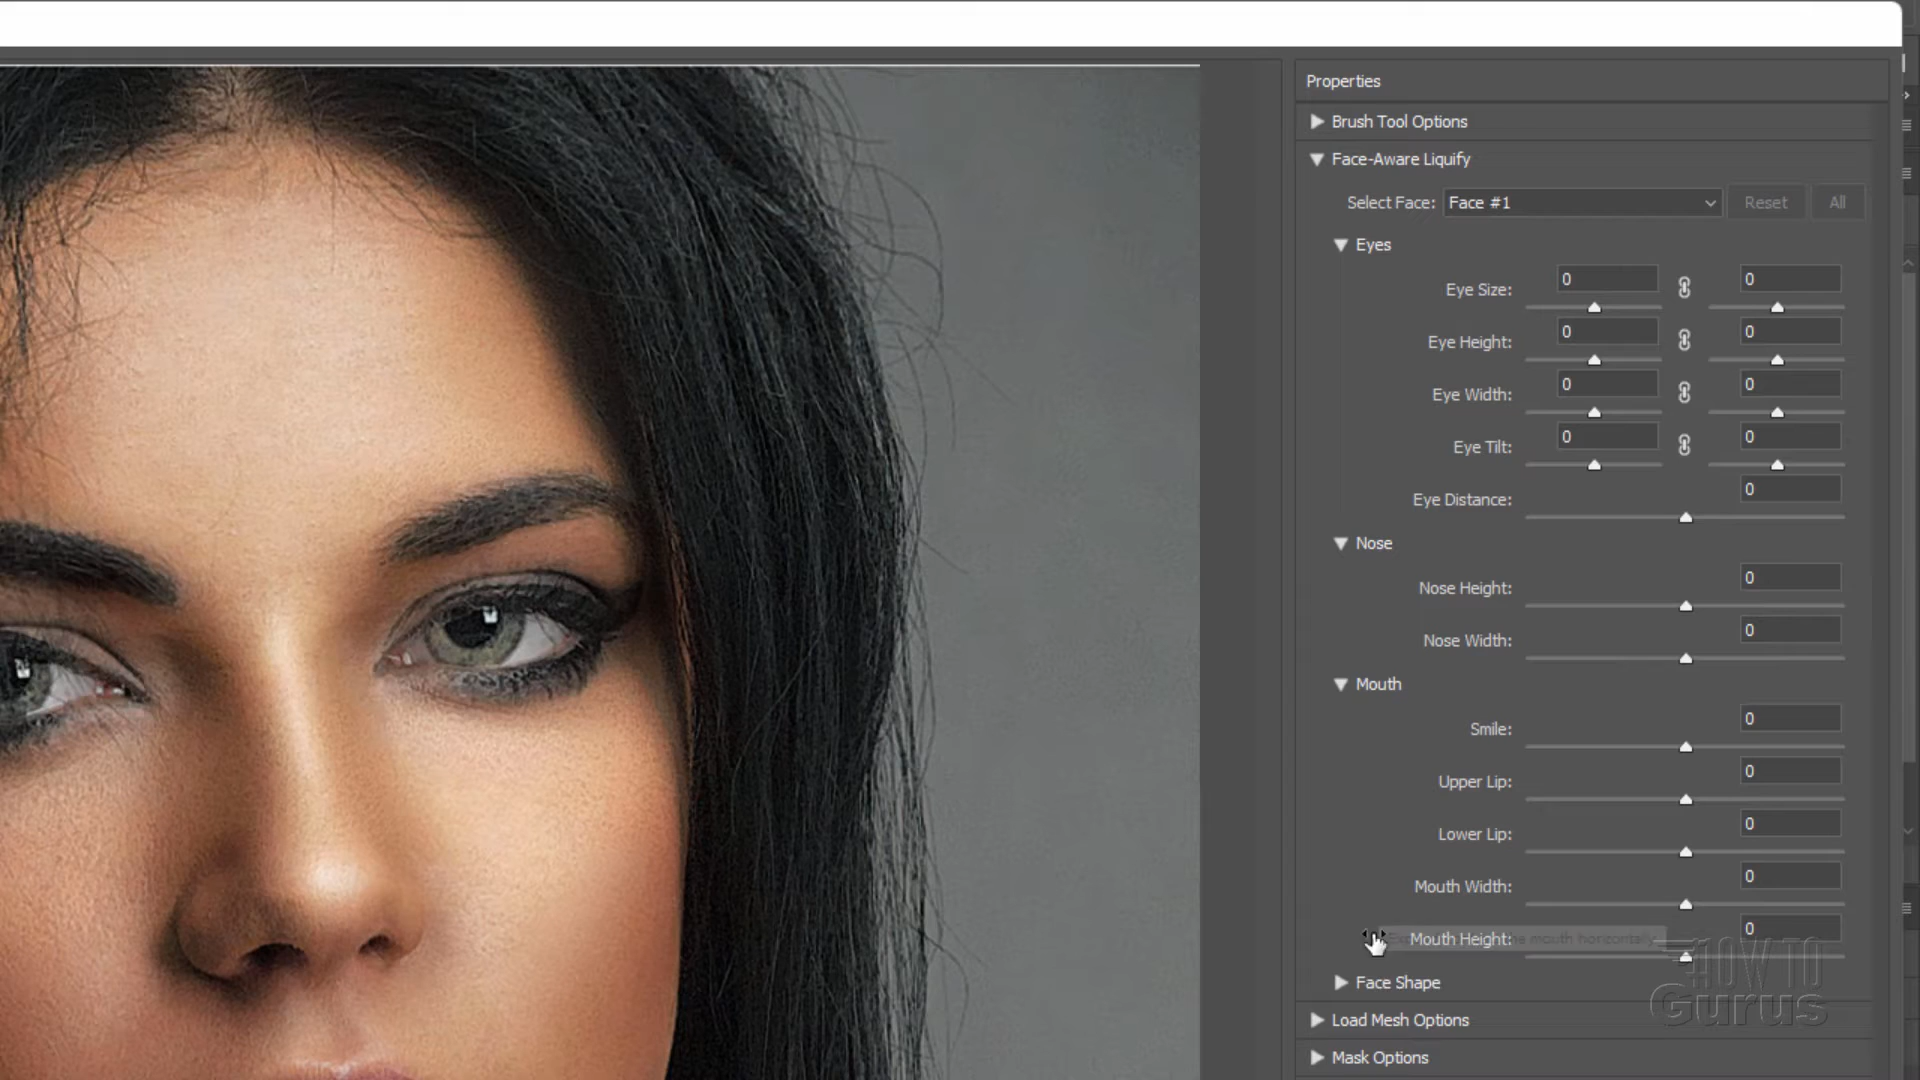 Properties
Brush Tool Options
Face-Aware Liquify
Select Face: Face #1 Reset All
Eyes
Eye Size: 0 0
Eye Height: 0 0
Eye Width: 0 0
Eye Tilt: 0 0
Eye Distance: 0
Nose
Nose Height: 0
Nose Width: 0
Mouth
Smile: 0
Upper Lip: 0
Lower Lip: 0
Mouth Width: 0
Mouth Height: 0
mouth horizontally
Face Shape
Load Mesh Options
Mask Options
HOW TO
Gurus